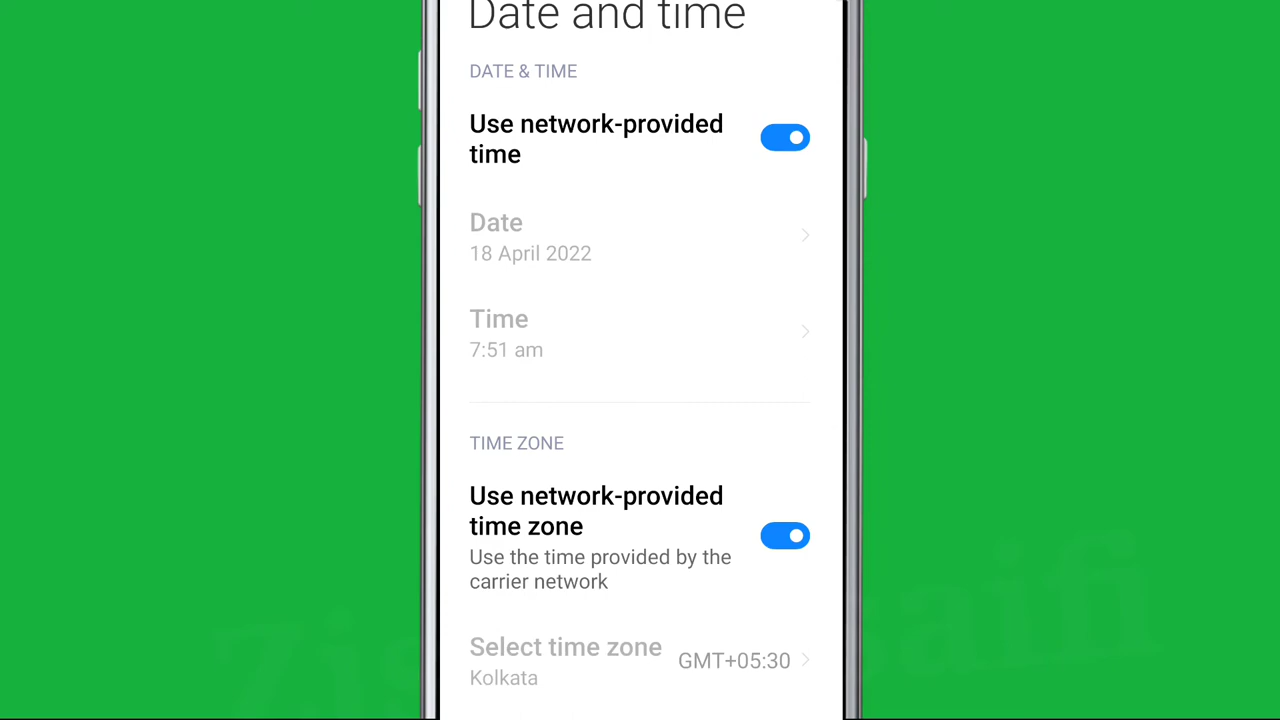 Date and time
DATE & TIME
Use network-provided
time
Date
18 April 2022
Time
7:51 am
TIME ZONE
Use network-provided
time zone
Use the time provided by the
carrier network
Select time zone
GMT+05:30
Kolkata